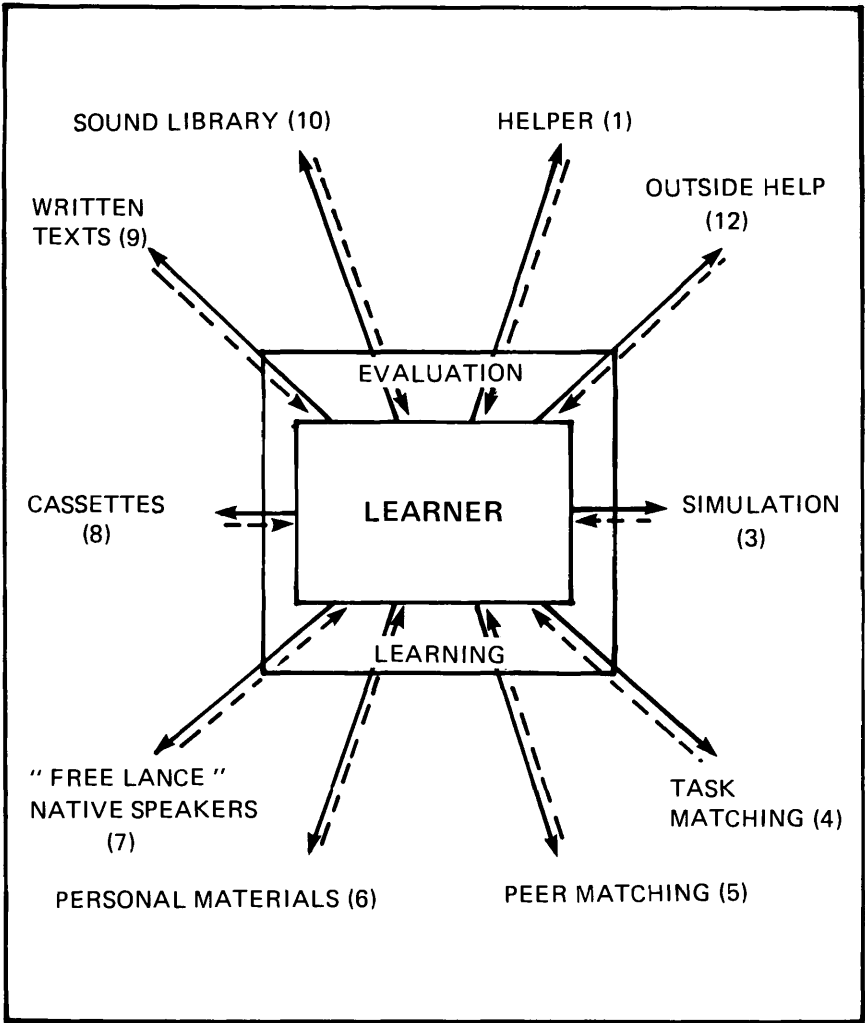 SOUND LIBRARY (10)
HELPER (1)
OUTSIDE HELP
(12)
WRITTEN
TEXTS (9)
EVALUATION
CASSETTES
(8)
LEARNER
SIMULATION
(3)
LEARNING
" FREE LANCE "
NATIVE SPEAKERS
(7)
TASK
MATCHING (4)
PERSONAL MATERIALS (6)
PEER MATCHING (5)